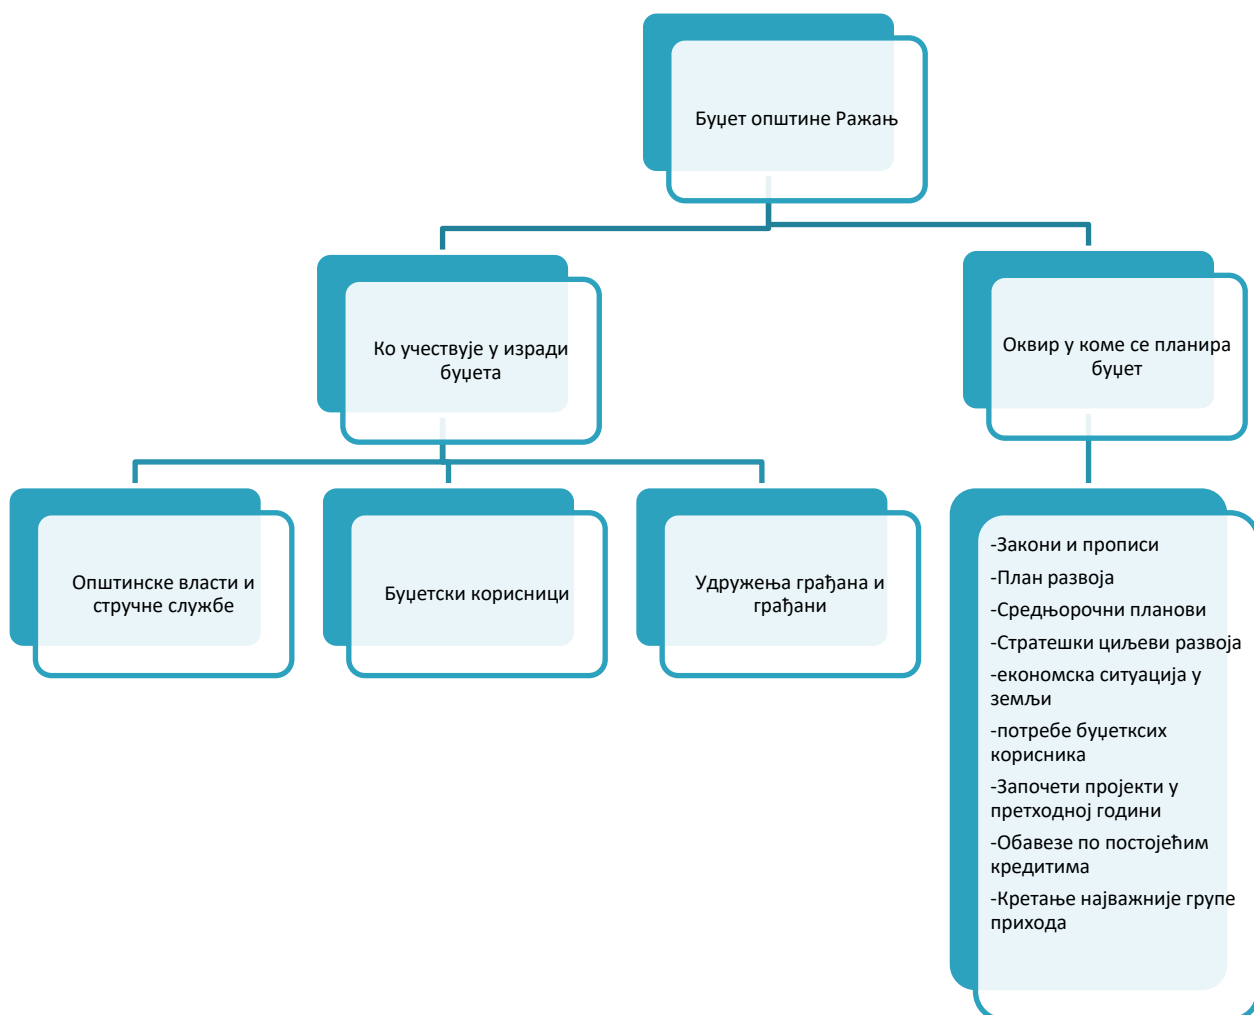 Буџет општине Ражањ
Ко учествује у изради
буџета
Оквир у коме се планира
буџет
Општинске власти и
стручне службе
Буџетски корисници
Удружења грађана и
грађани
-Закони и прописи
-План развоја
-Средњорочни планови
-Стратешки циљеви развоја
-економска ситуација у
земљи
-потребе буџетксих
корисника
-Започети пројекти у
претходној години
-Обавезе по постојећим
кредитима
-Кретање најважније групе
прихода